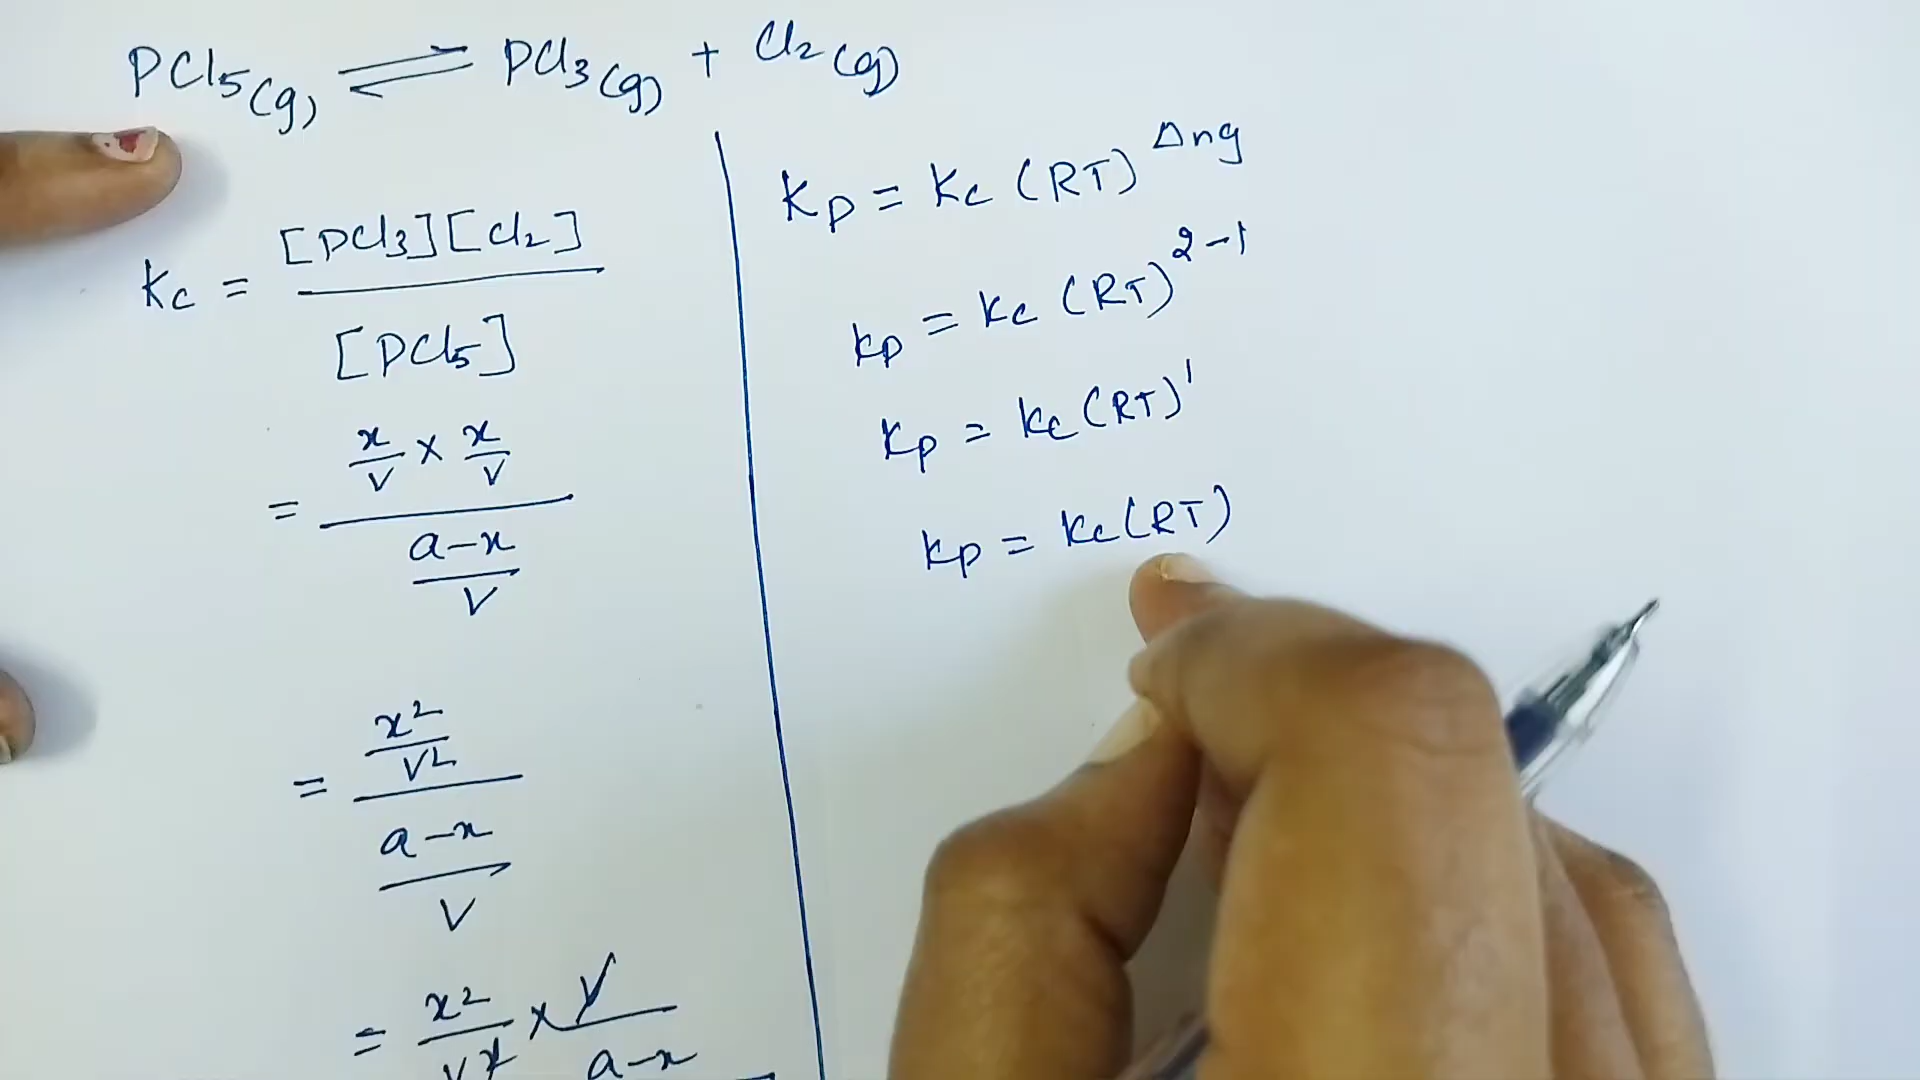 PCl5(g) ⇌ PCl3(g) + Cl2(g)
Kc = [PCl3][Cl2]
[PCl5]
= x/V × x/V
a-x/V
= x²/V²
a-x/V
= x²/V² × V/a-x
Kp = Kc (RT)^Δng
Kp = Kc (RT)^2-1
Kp = Kc (RT)^1
Kp = Kc (RT)